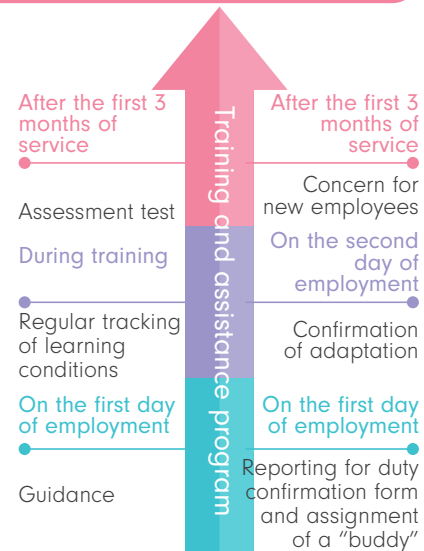 After the first 3
months of
service
Assessment test
During training
Regular tracking
of learning
conditions
On the first day
of employment
Guidance
Training and assistance program
After the first 3
months of
service
Concern for
new employees
On the second
day of
employment
Confirmation
of adaptation
On the first day
of employment
Reporting for duty
confirmation form
and assignment
of a “buddy”